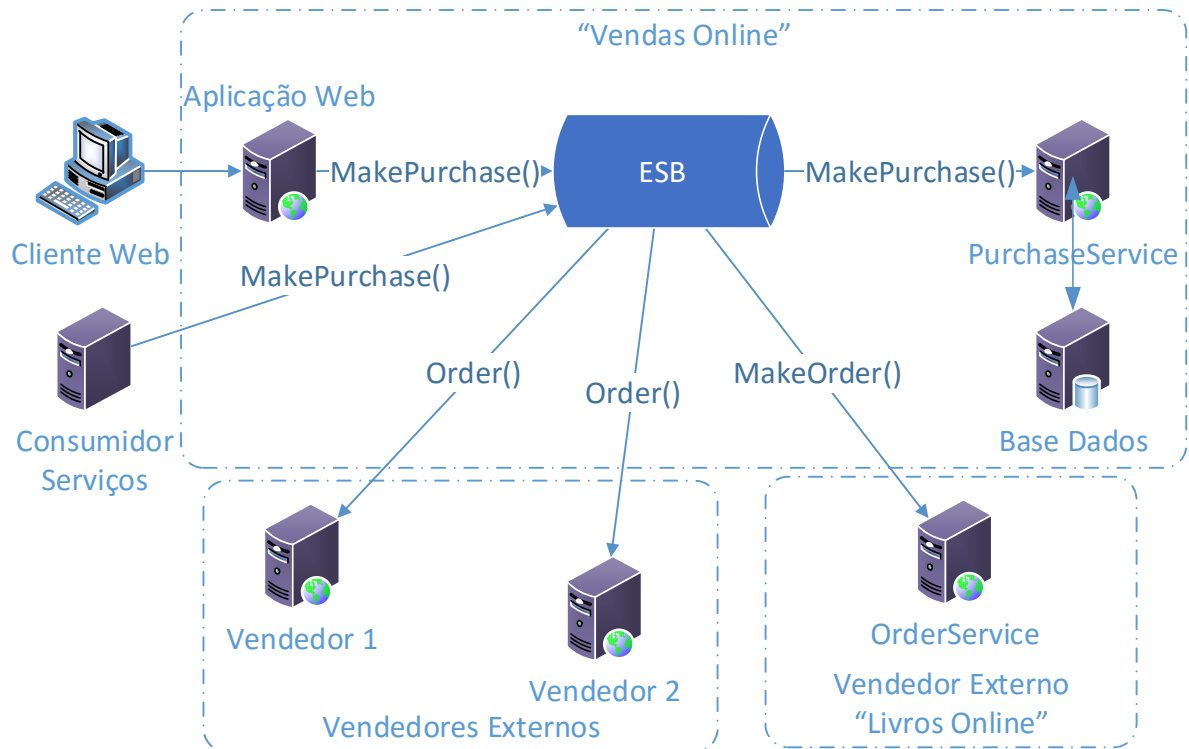 “Vendas Online”
Aplicação Web
MakePurchase()
ESB
MakePurchase()
Cliente Web
PurchaseService
MakePurchase()
Order()
Order()
MakeOrder()
Consumidor
Serviços
Base Dados
Vendedor 1
Vendedor 2
Vendedores Externos
OrderService
Vendedor Externo
“Livros Online”